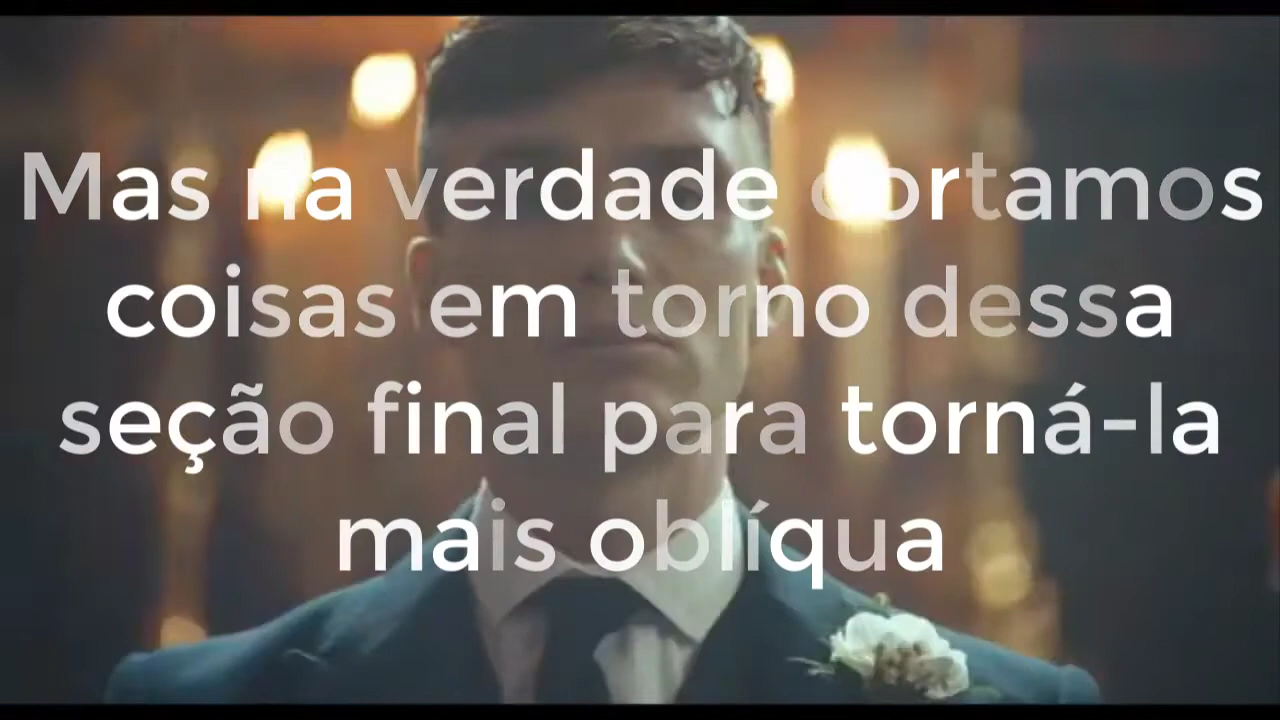 Mas na verdade cortamos
coisas em torno dessa
seção final para torná-la
mais oblíqua